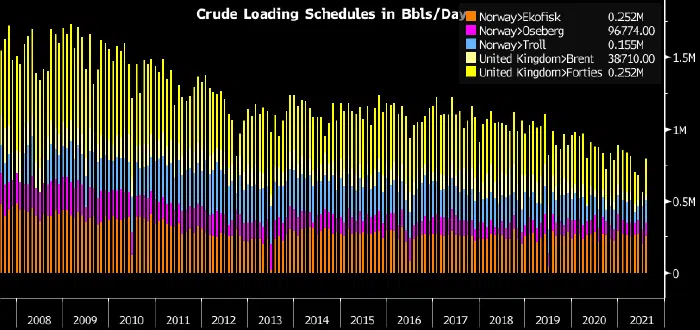 Crude Loading Schedules in Bbls/Day
Norway>Ekofisk 0.252M
Norway>Oseberg 96774.00
Norway>Troll 0.155M
United Kingdom>Brent 38710.00
United Kingdom>Forties 0.252M
1.5M
1M
0.5M
0
2008 2009 2010 2011 2012 2013 2014 2015 2016 2017 2018 2019 2020 2021